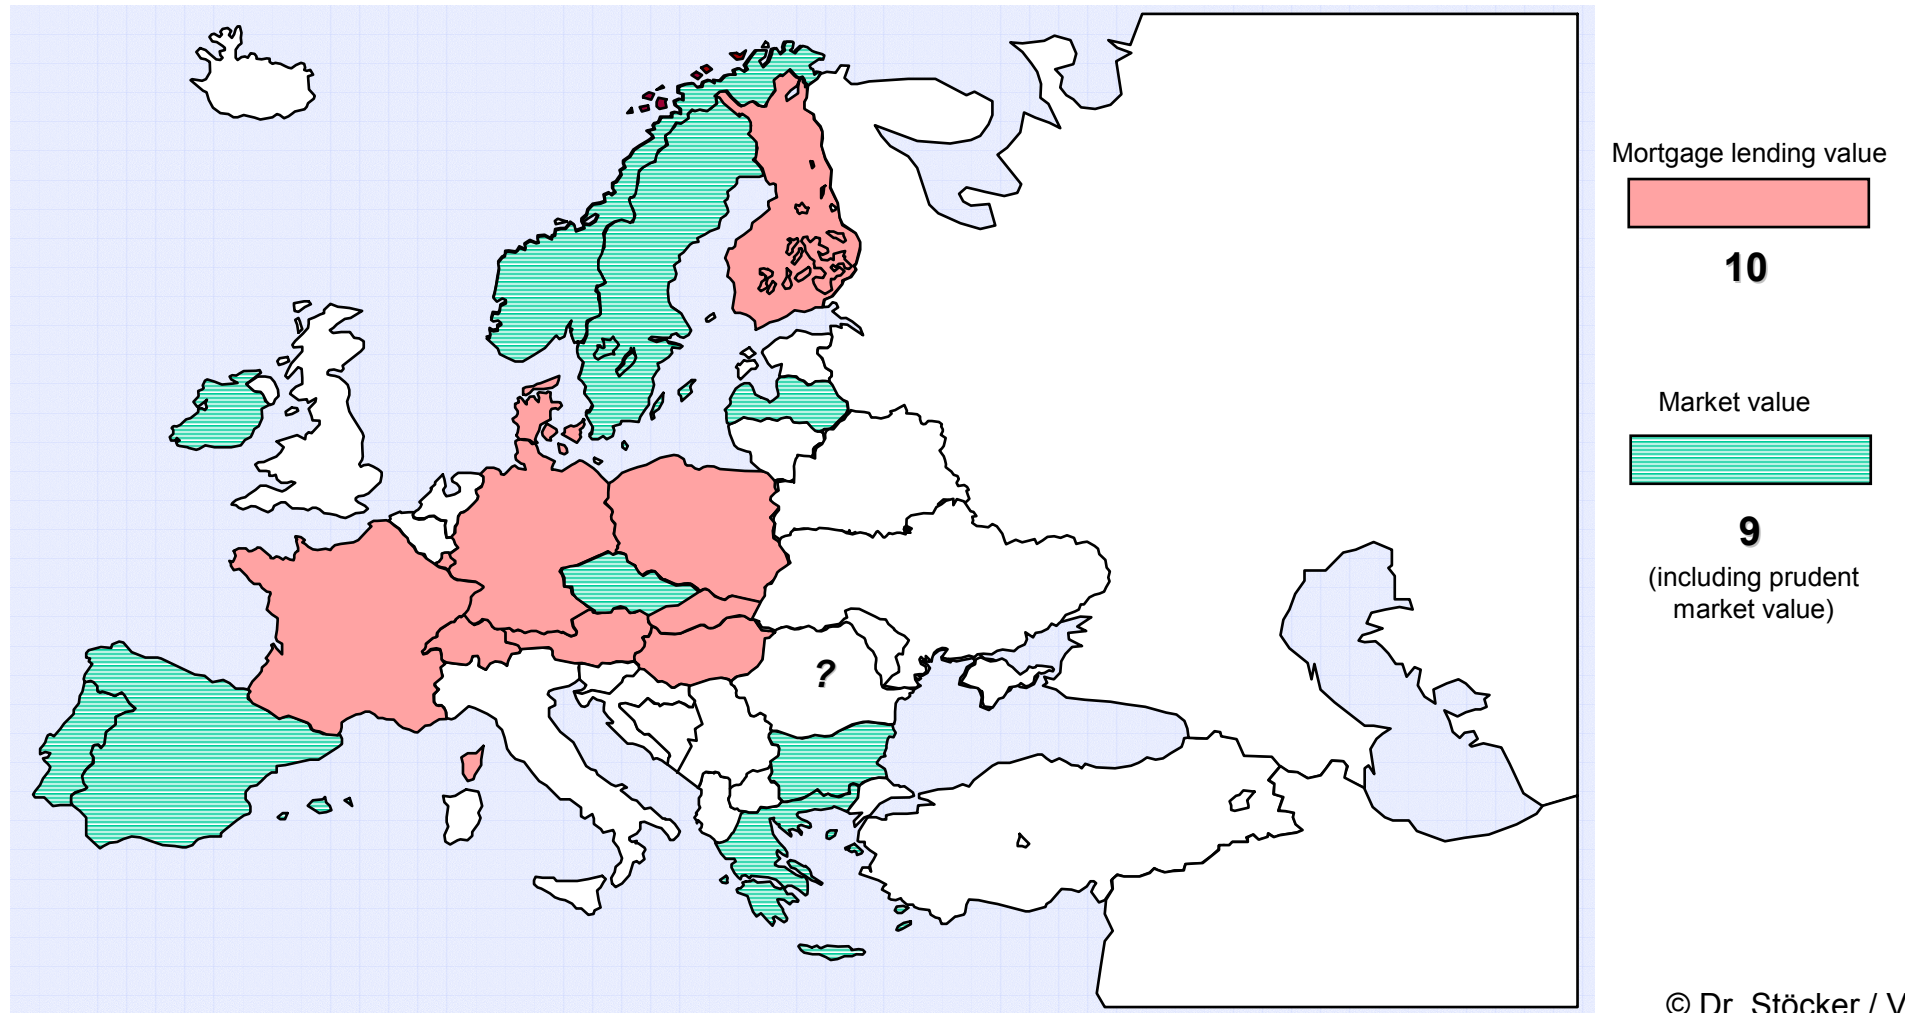 Mortgage lending value
10
Market value
9
(including prudent
market value)
?
© Dr. Stöcker / V